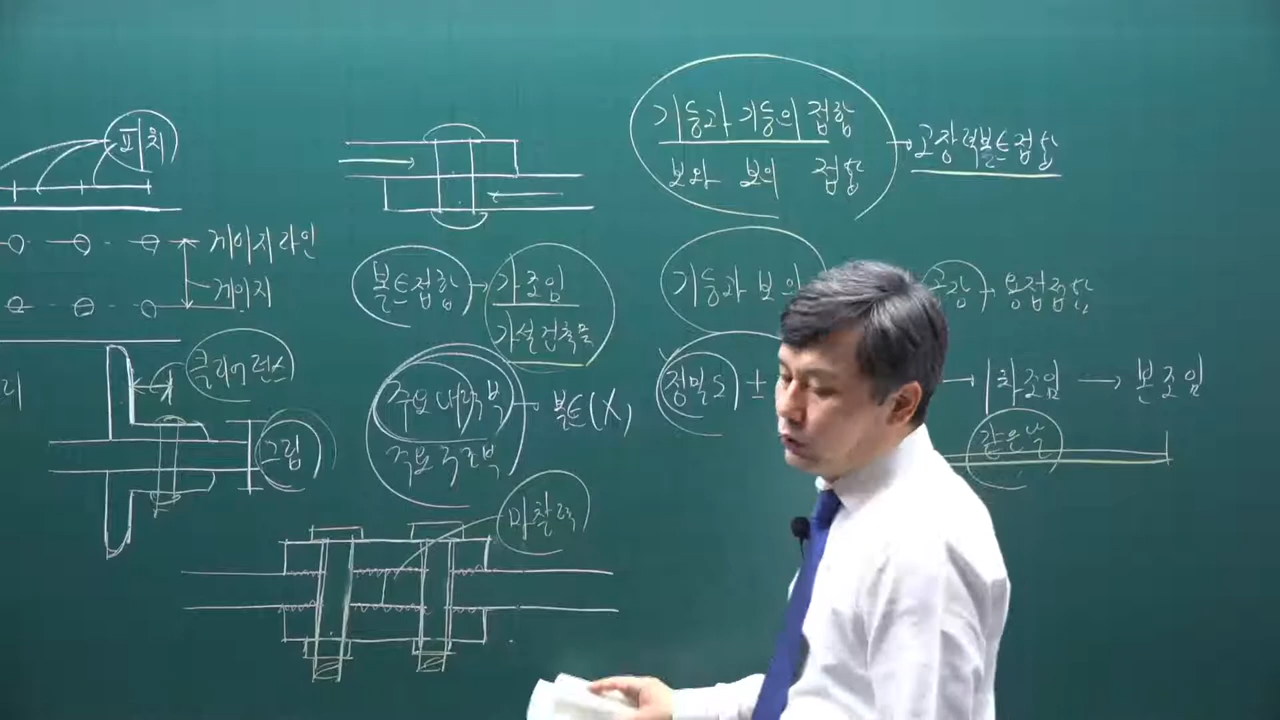 피치
게이지라인
게이지
클리어런스
그립
볼트접합
가조임
가설건축물
주요내력벽
주요구조벽
볼트(X)
마찰력
기둥과 기둥의 접합
보와 보의 접합
고장력볼트접합
기둥과 보의
공장 용접접합
정밀도 ±
1차조임 → 본조임
같은날